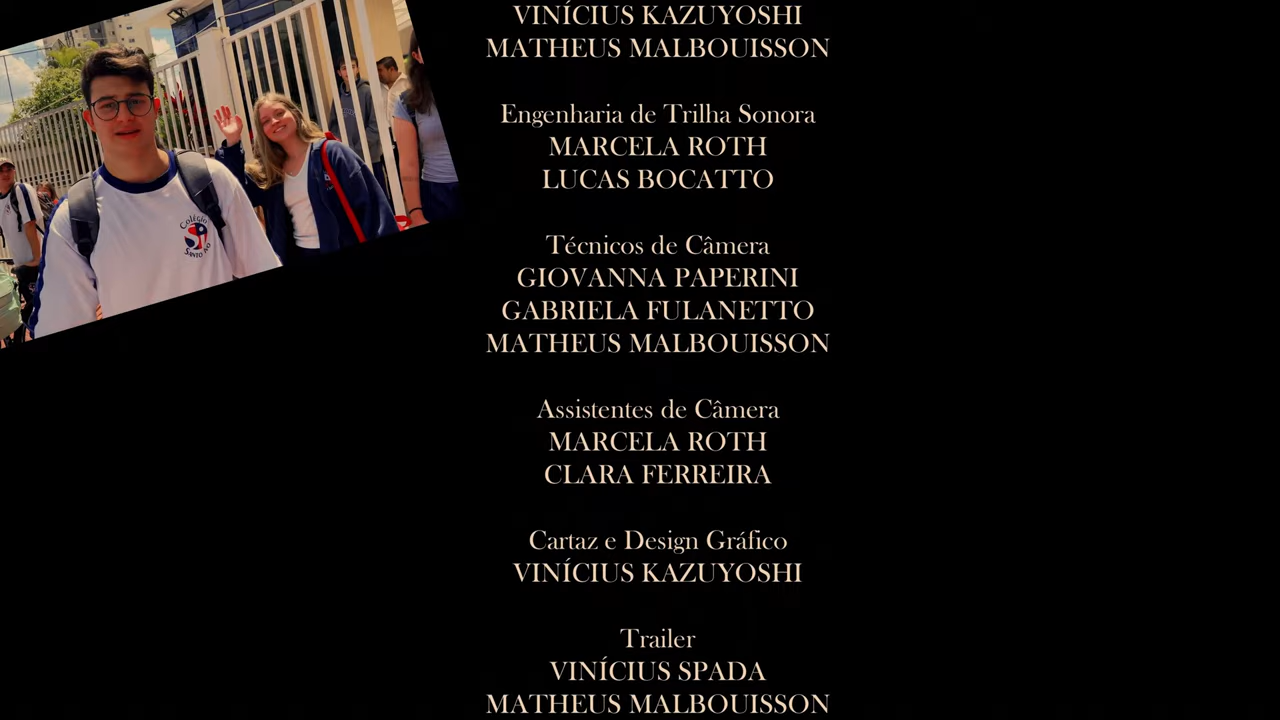 VINÍCIUS KAZUYOSHI
MATHEUS MALBOUISSON
Engenharia de Trilha Sonora
MARCELA ROTH
LUCAS BOCATTO
Técnicos de Câmera
GIOVANNA PAPERINI
GABRIELA FULANETTO
MATHEUS MALBOUISSON
Assistentes de Câmera
MARCELA ROTH
CLARA FERREIRA
Cartaz e Design Gráfico
VINÍCIUS KAZUYOSHI
Trailer
VINÍCIUS SPADA
MATHEUS MALBOUISSON
Colégio